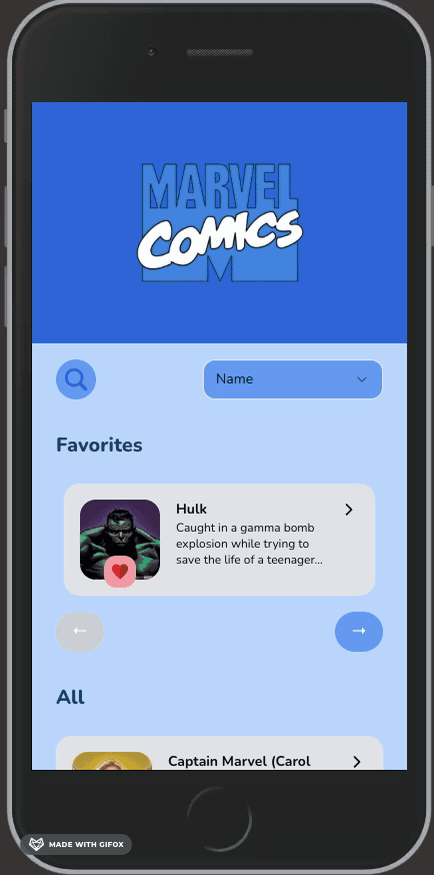 MARVEL
COMICS
M
Name
Favorites
Hulk
Caught in a gamma bomb
explosion while trying to
save the life of a teenager...
All
Captain Marvel (Carol
MADE WITH GIFOX